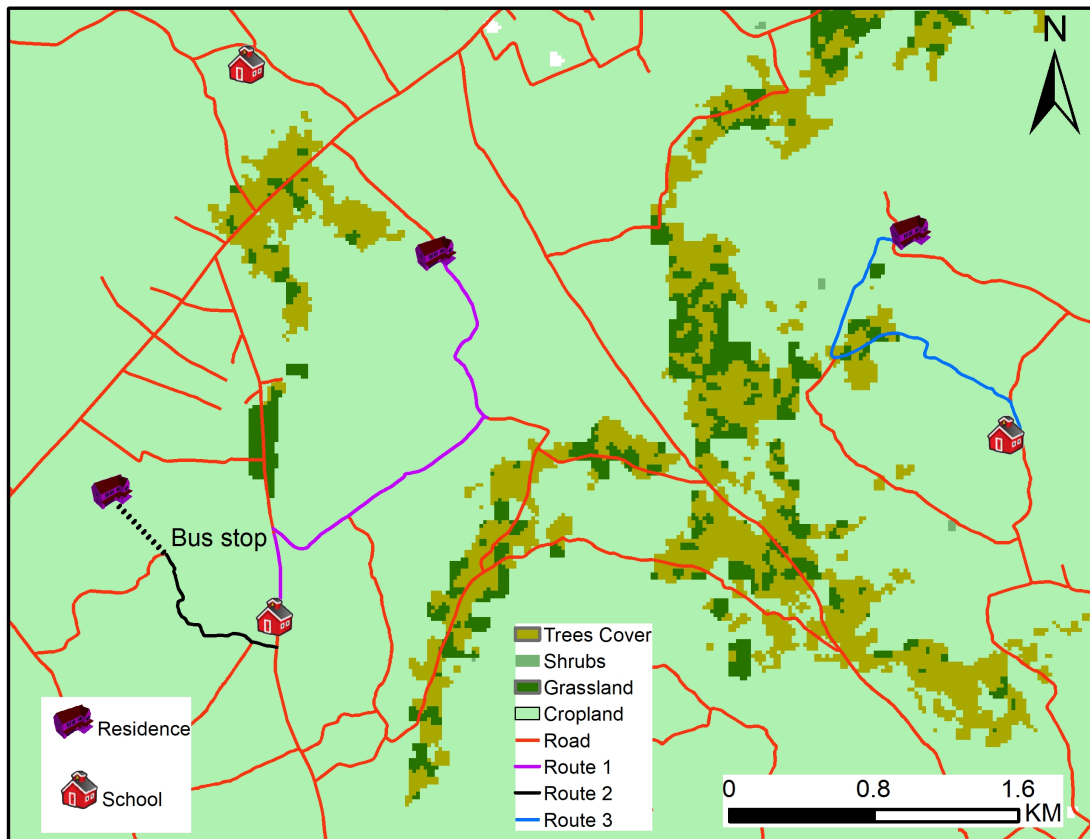 N
Bus stop
Residence
School
Trees Cover
Shrubs
Grassland
Cropland
Road
Route 1
Route 2
Route 3
0 0.8 1.6
KM